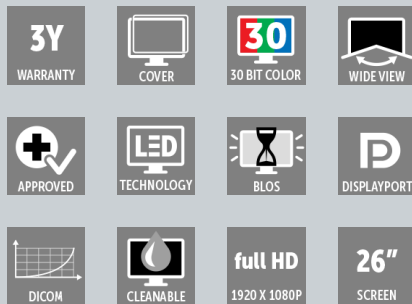 3Y
WARRANTY
COVER
30
30 BIT COLOR
WIDE VIEW
APPROVED
LED
TECHNOLOGY
BLOS
DISPLAYPORT
DICOM
CLEANABLE
full HD
1920 X 1080P
26"
SCREEN